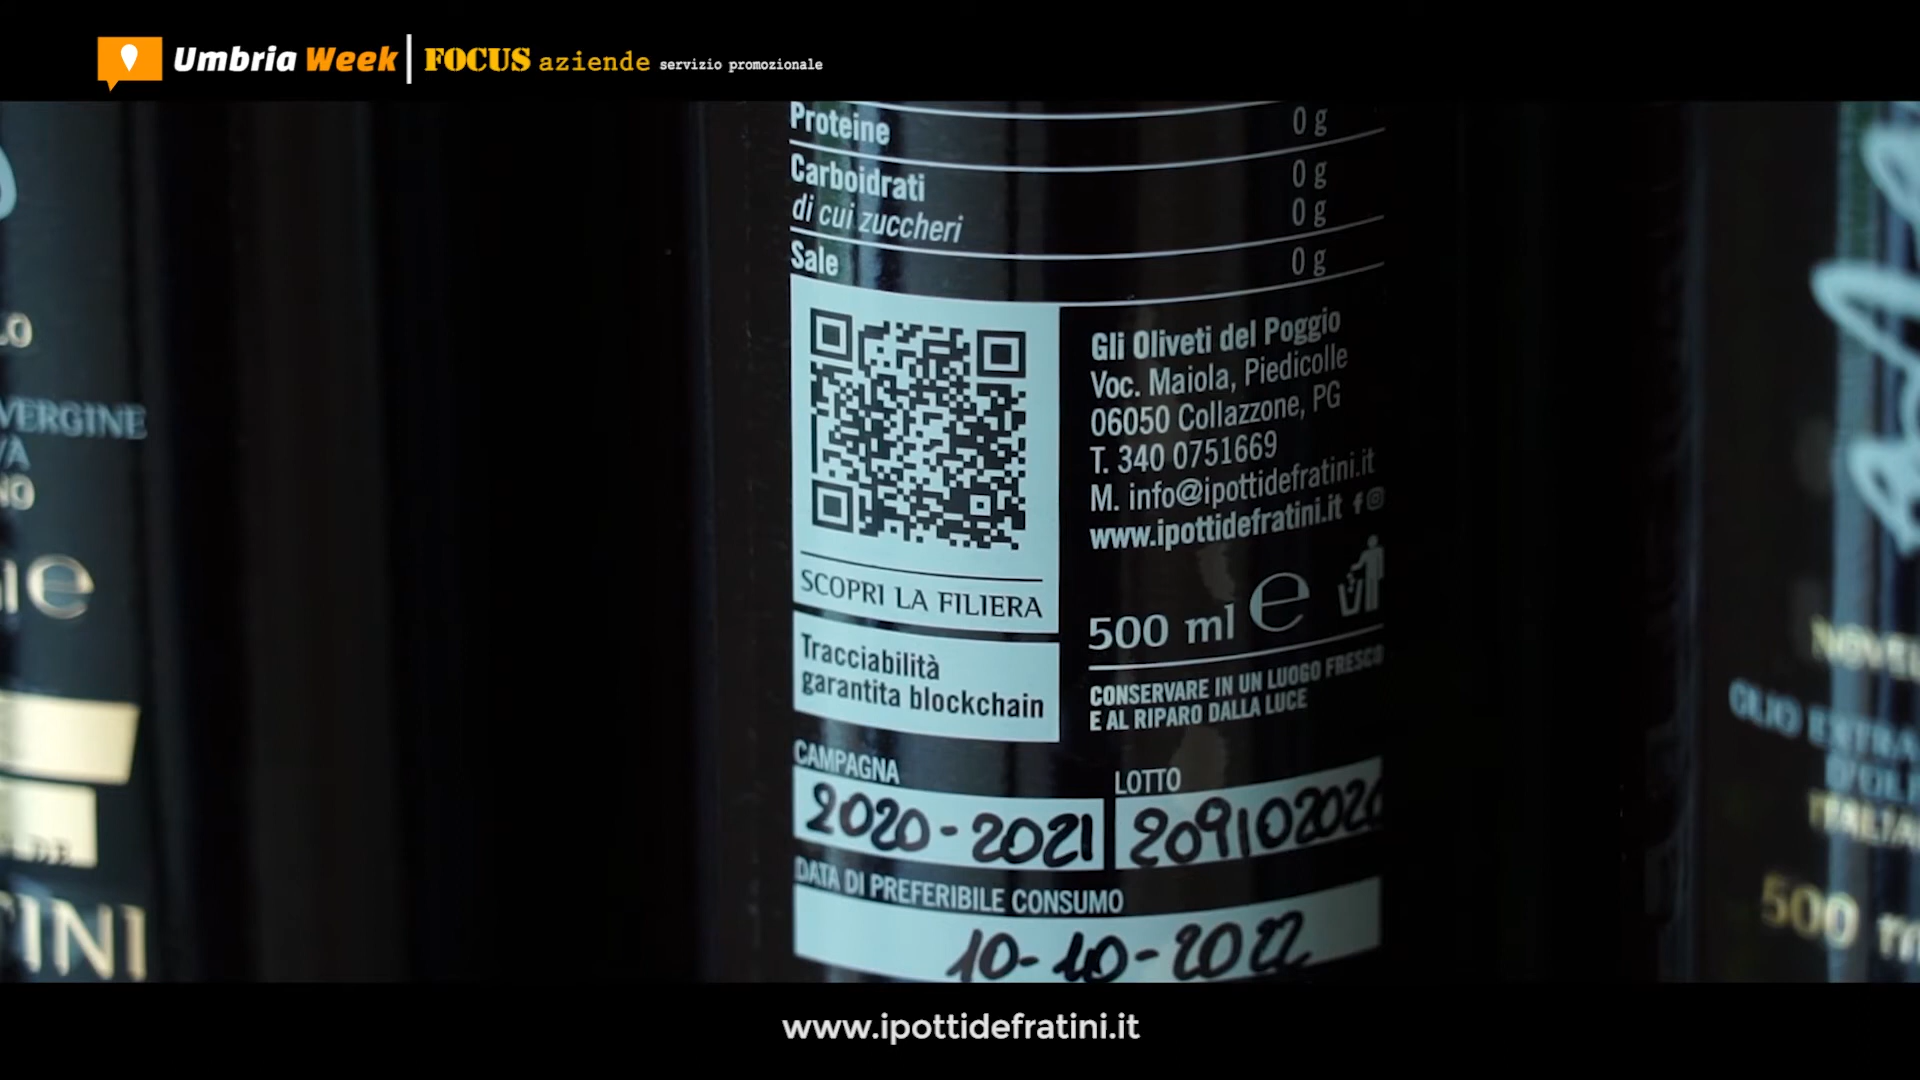 Umbria Week | FOCUS aziende servizio promozionale
Proteine 0 g
Carboidrati 0 g
di cui zuccheri 0 g
Sale 0 g
SCOPRI LA FILIERA
Tracciabilità
garantita blockchain
Gli Oliveti del Poggio
Voc. Maiola, Piedicolle
06050 Collazzone, PG
T. 340 0751669
M. info@ipottidefratini.it
www.ipottidefratini.it
500 ml e
CONSERVARE IN UN LUOGO FRESCO
E AL RIPARO DALLA LUCE
CAMPAGNA
2020-2021
LOTTO
DATA DI PREFERIBILE CONSUMO
10-10-2022
VERGINE
TINI
OLIO EXTRA
500
www.ipottidefratini.it